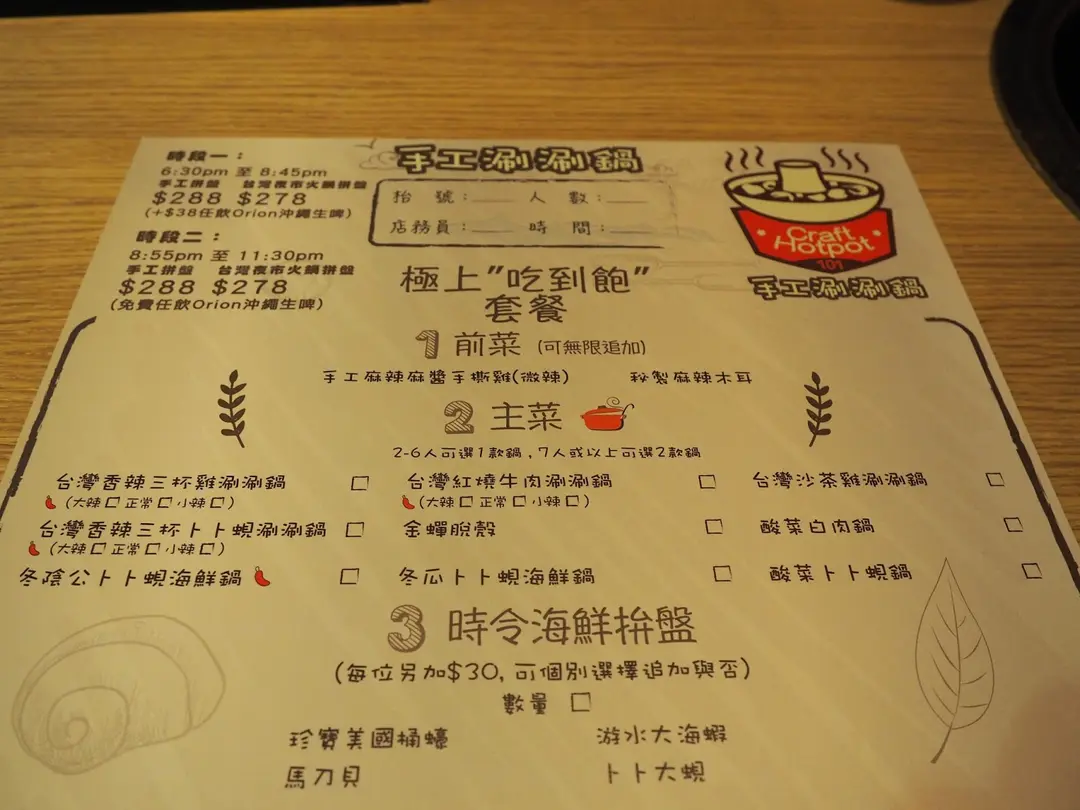 時段一：
6:30pm 至 8:45pm
手工拼盤 台灣夜市火鍋拼盤
$288 $278
(+$38任飲Orion沖繩生啤)
時段二：
8:55pm 至 11:30pm
手工拼盤 台灣夜市火鍋拼盤
$288 $278
(免費任飲Orion沖繩生啤)
手工涮涮鍋
枱 號：___ 人 數：___
店務員：___ 時 間：___
Craft
Hotpot
101
手工涮涮鍋
極上"吃到飽"
套餐
1 前菜 (可無限追加)
手工麻辣麻醬手撕雞(微辣) 秘製麻辣木耳
2 主菜
2-6人可選1款鍋，7人或以上可選2款鍋
台灣香辣三杯雞涮涮鍋 □ 台灣紅燒牛肉涮涮鍋 □ 台灣沙茶雞涮涮鍋 □
(大辣□ 正常□ 小辣□) (大辣□ 正常□ 小辣□)
台灣香辣三杯卜卜蜆涮涮鍋 □ 金蟬脫殼 □ 酸菜白肉鍋 □
(大辣□ 正常□ 小辣□)
冬陰公卜卜蜆海鮮鍋 □ 冬瓜卜卜蜆海鮮鍋 □ 酸菜卜卜蜆鍋 □
3 時令海鮮拚盤
(每位另加$30, 可個別選擇追加與否)
數量 □
珍寶美國桶蠔 游水大海蝦
馬刀貝 卜卜大蜆